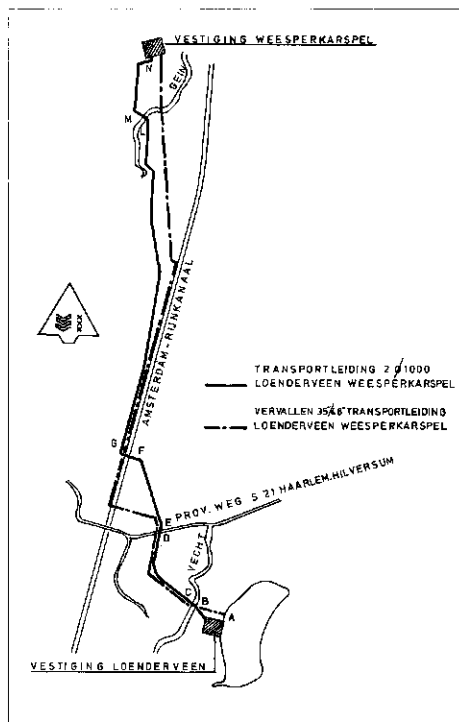 VESTIGING WEESPERKARSPEL
N
GEIN
M
L
AMSTERDAM-RIJNKANAAL
TRANSPORTLEIDING 2 Ø1000
LOENDERVEEN WEESPERKARSPEL
VERVALLEN 35/48" TRANSPORTLEIDING
LOENDERVEEN WEESPERKARSPEL
G
F
PROV. WEG S 21 HAARLEM.HILVERSUM
E
D
VECHT
C
B
A
VESTIGING LOENDERVEEN